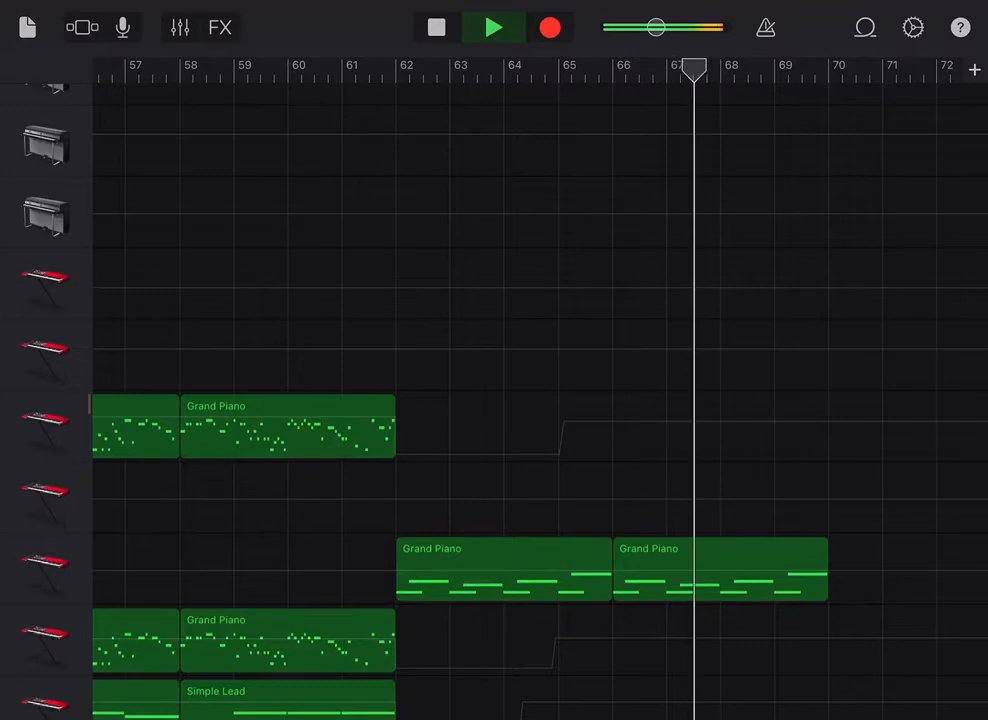 FX
?
57 58 59 60 61 62 63 64 65 66 67 68 69 70 71 72 +
Grand Piano
Grand Piano Grand Piano
Grand Piano
Simple Lead